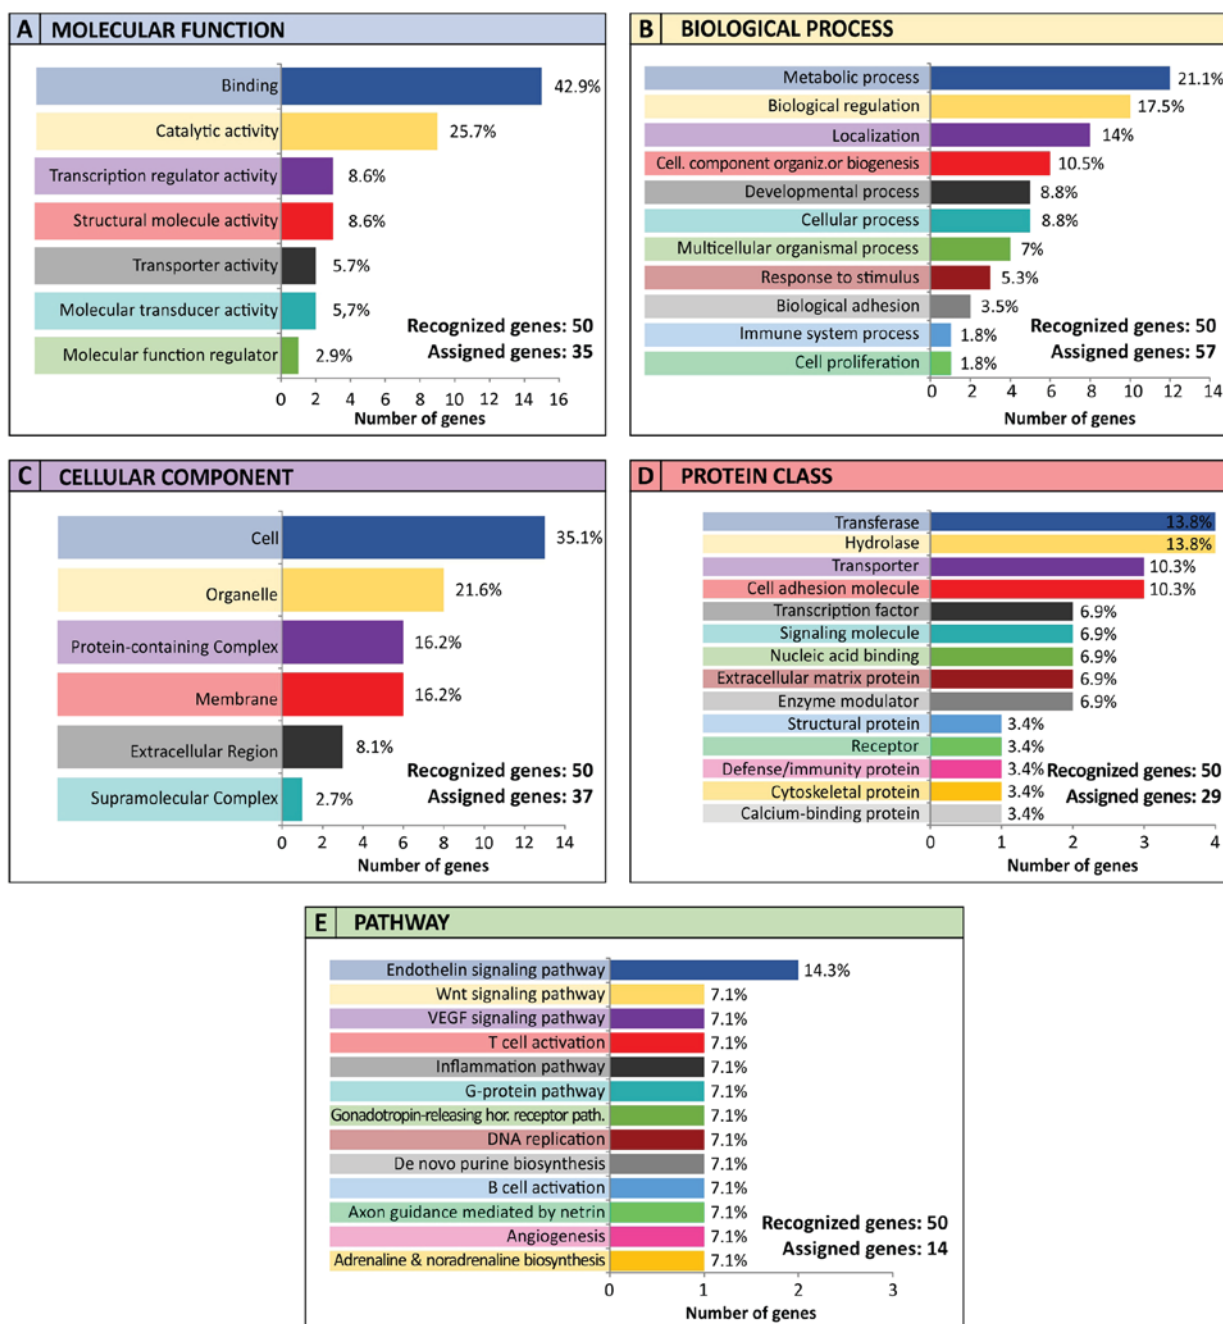 A MOLECULAR FUNCTION
Binding 42.9%
Catalytic activity 25.7%
Transcription regulator activity 8.6%
Structural molecule activity 8.6%
Transporter activity 5.7%
Molecular transducer activity 5,7%
Molecular function regulator 2.9%
Recognized genes: 50
Assigned genes: 35
0 2 4 6 8 10 12 14 16
Number of genes
B BIOLOGICAL PROCESS
Metabolic process 21.1%
Biological regulation 17.5%
Localization 14%
Cell. component organiz.or biogenesis 10.5%
Developmental process 8.8%
Cellular process 8.8%
Multicellular organismal process 7%
Response to stimulus 5.3%
Biological adhesion 3.5%
Immune system process 1.8%
Cell proliferation 1.8%
Recognized genes: 50
Assigned genes: 57
0 2 4 6 8 10 12 14
Number of genes
C CELLULAR COMPONENT
Cell 35.1%
Organelle 21.6%
Protein-containing Complex 16.2%
Membrane 16.2%
Extracellular Region 8.1%
Supramolecular Complex 2.7%
Recognized genes: 50
Assigned genes: 37
0 2 4 6 8 10 12 14
Number of genes
D PROTEIN CLASS
Transferase 13.8%
Hydrolase 13.8%
Transporter 10.3%
Cell adhesion molecule 10.3%
Transcription factor 6.9%
Signaling molecule 6.9%
Nucleic acid binding 6.9%
Extracellular matrix protein 6.9%
Enzyme modulator 6.9%
Structural protein 3.4%
Receptor 3.4%
Defense/immunity protein 3.4%
Cytoskeletal protein 3.4%
Calcium-binding protein 3.4%
Recognized genes: 50
Assigned genes: 29
0 1 2 3 4
Number of genes
E PATHWAY
Endothelin signaling pathway 14.3%
Wnt signaling pathway 7.1%
VEGF signaling pathway 7.1%
T cell activation 7.1%
Inflammation pathway 7.1%
G-protein pathway 7.1%
Gonadotropin-releasing hor. receptor path. 7.1%
DNA replication 7.1%
De novo purine biosynthesis 7.1%
B cell activation 7.1%
Axon guidance mediated by netrin 7.1%
Angiogenesis 7.1%
Adrenaline & noradrenaline biosynthesis 7.1%
Recognized genes: 50
Assigned genes: 14
0 1 2 3
Number of genes